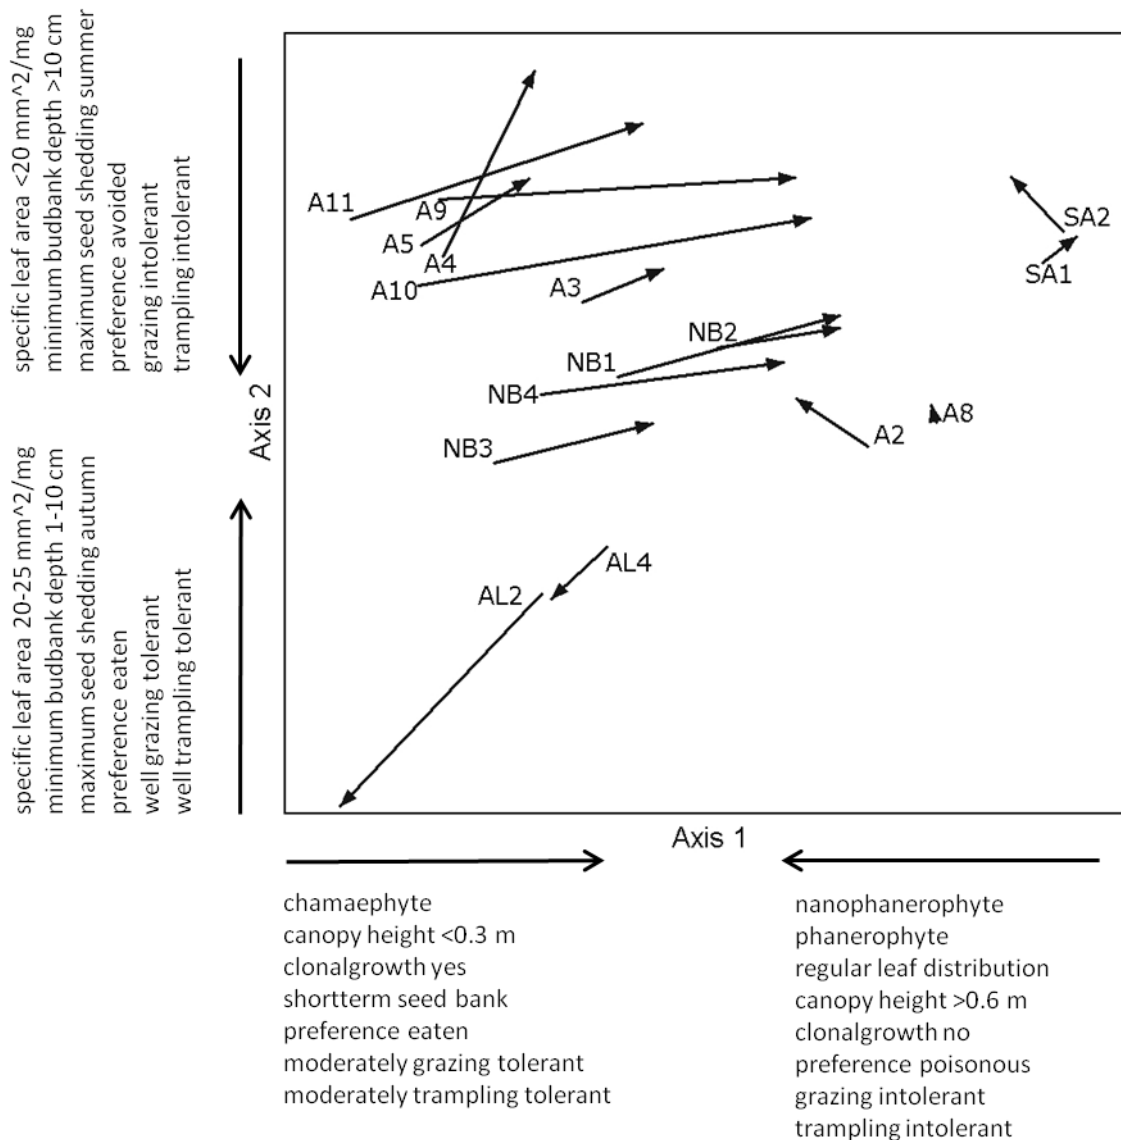 specific leaf area <20 mm^2/mg
minimum budbank depth >10 cm
maximum seed shedding summer
preference avoided
grazing intolerant
trampling intolerant
Axis 2
specific leaf area 20-25 mm^2/mg
minimum budbank depth 1-10 cm
maximum seed shedding autumn
preference eaten
well grazing tolerant
well trampling tolerant
A11
A9
A5
A4
A10
A3
SA2
SA1
NB2
NB1
NB4
NB3
A2
A8
AL4
AL2
Axis 1
chamaephyte
canopy height <0.3 m
clonalgrowth yes
shortterm seed bank
preference eaten
moderately grazing tolerant
moderately trampling tolerant
nanophanerophyte
phanerophyte
regular leaf distribution
canopy height >0.6 m
clonalgrowth no
preference poisonous
grazing intolerant
trampling intolerant